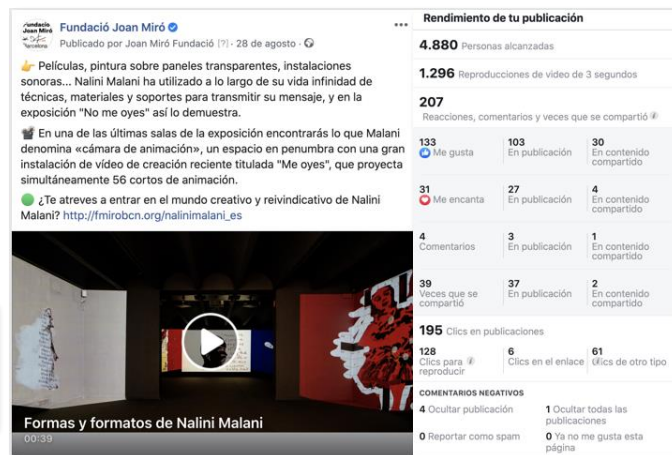 Fundació
Joan Miró
Barcelona
Fundació Joan Miró
Publicado por Joan Miró Fundació [?] · 28 de agosto ·
👉 Películas, pintura sobre paneles transparentes, instalaciones
sonoras... Nalini Malani ha utilizado a lo largo de su vida infinidad de
técnicas, materiales y soportes para transmitir su mensaje, y en la
exposición "No me oyes" así lo demuestra.
📽 En una de las últimas salas de la exposición encontrarás lo que Malani
denomina «cámara de animación», un espacio en penumbra con una gran
instalación de vídeo de creación reciente titulada "Me oyes", que proyecta
simultáneamente 56 cortos de animación.
🟢 ¿Te atreves a entrar en el mundo creativo y reivindicativo de Nalini
Malani? http://fmirobcn.org/nalinimalani_es
Formas y formatos de Nalini Malani
00:39
Rendimiento de tu publicación
4.880 Personas alcanzadas
1.296 Reproducciones de video de 3 segundos
207
Reacciones, comentarios y veces que se compartió
133 Me gusta
103 En publicación
30 En contenido compartido
31 Me encanta
27 En publicación
4 En contenido compartido
4 Comentarios
3 En publicación
1 En contenido compartido
39 Veces que se compartió
37 En publicación
2 En contenido compartido
195 Clics en publicaciones
128 Clics para reproducir
6 Clics en el enlace
61 Clics de otro tipo
COMENTARIOS NEGATIVOS
4 Ocultar publicación
1 Ocultar todas las publicaciones
0 Reportar como spam
0 Ya no me gusta esta página